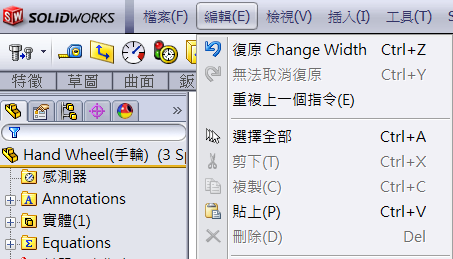 SW SOLIDWORKS 檔案(F) 編輯(E) 檢視(V) 插入(I) 工具(T)
復原 Change Width Ctrl+Z
無法取消復原 Ctrl+Y
重複上一個指令(E)
特徵 草圖 曲面
選擇全部 Ctrl+A
Hand Wheel(手輪) (3 Sp
剪下(T) Ctrl+X
感測器
複製(C) Ctrl+C
A Annotations
貼上(P) Ctrl+V
實體(1)
刪除(D) Del
Σ Equations